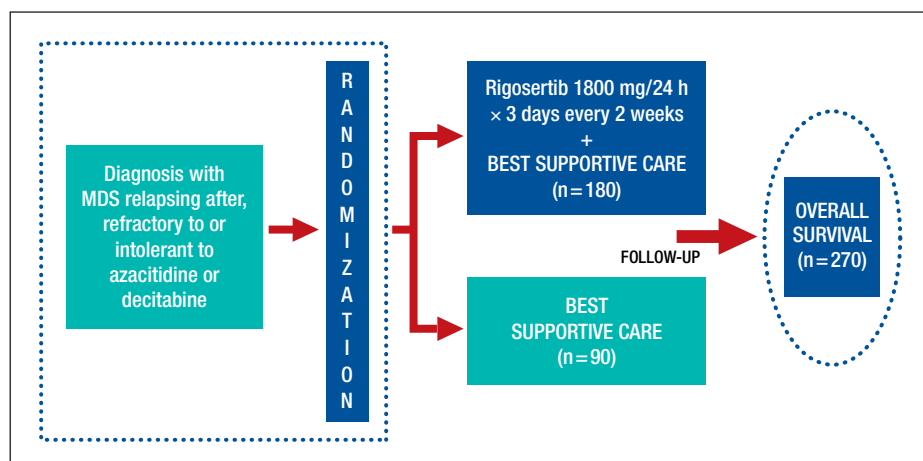 Diagnosis with
MDS relapsing after,
refractory to or
intolerant to
azacitidine or
decitabine
R
A
N
D
O
M
I
Z
A
T
I
O
N
Rigosertib 1800 mg/24 h
× 3 days every 2 weeks
+
BEST SUPPORTIVE CARE
(n=180)
BEST
SUPPORTIVE CARE
(n=90)
FOLLOW-UP
OVERALL
SURVIVAL
(n=270)